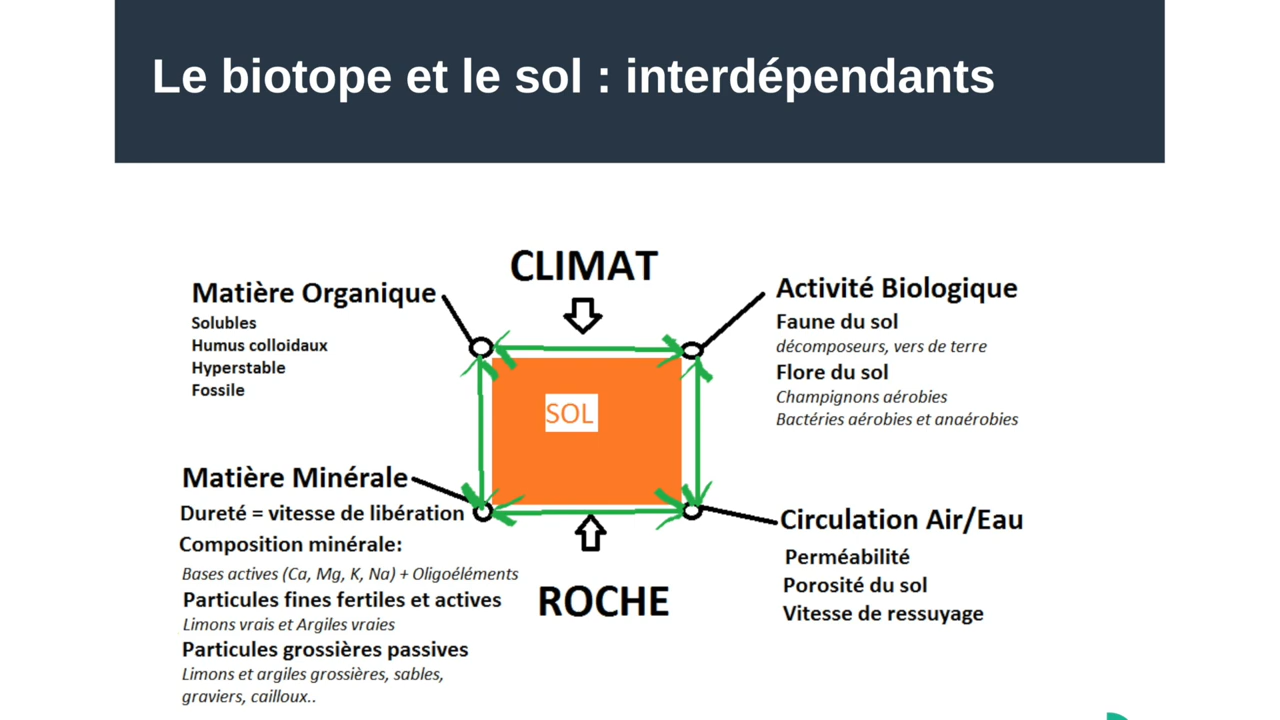 Le biotope et le sol : interdépendants
CLIMAT
Matière Organique
Solubles
Humus colloidaux
Hyperstable
Fossile
Activité Biologique
Faune du sol
décomposeurs, vers de terre
Flore du sol
Champignons aérobies
Bactéries aérobies et anaérobies
SOL
Matière Minérale
Dureté = vitesse de libération
Composition minérale:
Bases actives (Ca, Mg, K, Na) + Oligoéléments
Particules fines fertiles et actives
Limons vrais et Argiles vraies
Particules grossières passives
Limons et argiles grossières, sables,
graviers, cailloux..
ROCHE
Circulation Air/Eau
Perméabilité
Porosité du sol
Vitesse de ressuyage